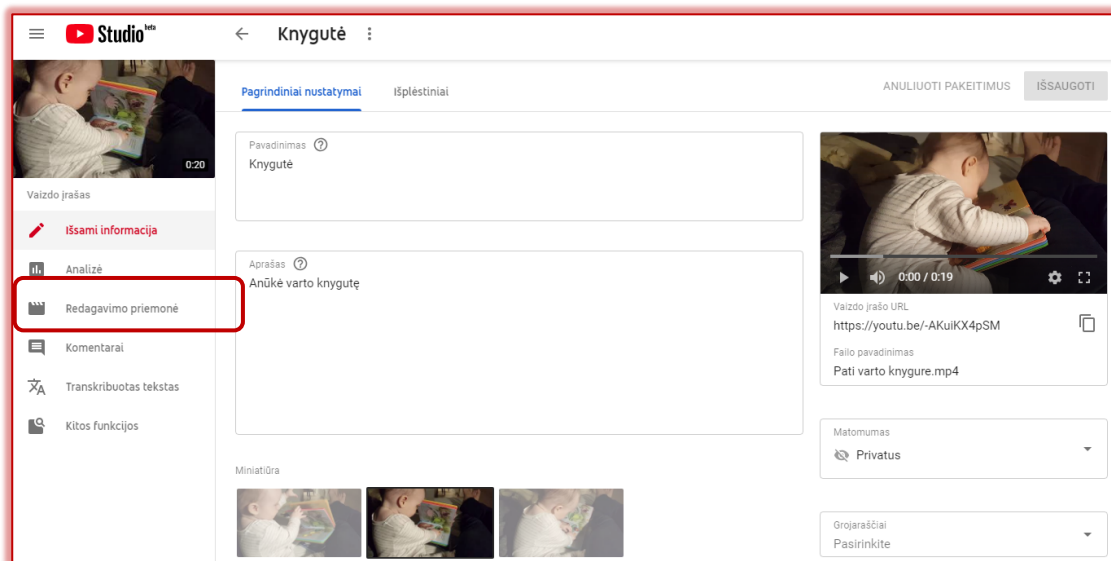 Studio beta
Knygutė
0:20
Vaizdo įrašas
Išsami informacija
Analizė
Redagavimo priemonė
Komentarai
Transkribuotas tekstas
Kitos funkcijos
Pagrindiniai nustatymai
Išplėstiniai
ANULIUOTI PAKEITIMUS
IŠSAUGOTI
Pavadinimas
Knygutė
Aprašas
Anūkė varto knygutę
Miniatiūra
0:00 / 0:19
Vaizdo įrašo URL
https://youtu.be/-AKuiKX4pSM
Failo pavadinimas
Pati varto knygure.mp4
Matomumas
Privatus
Grojaraščiai
Pasirinkite